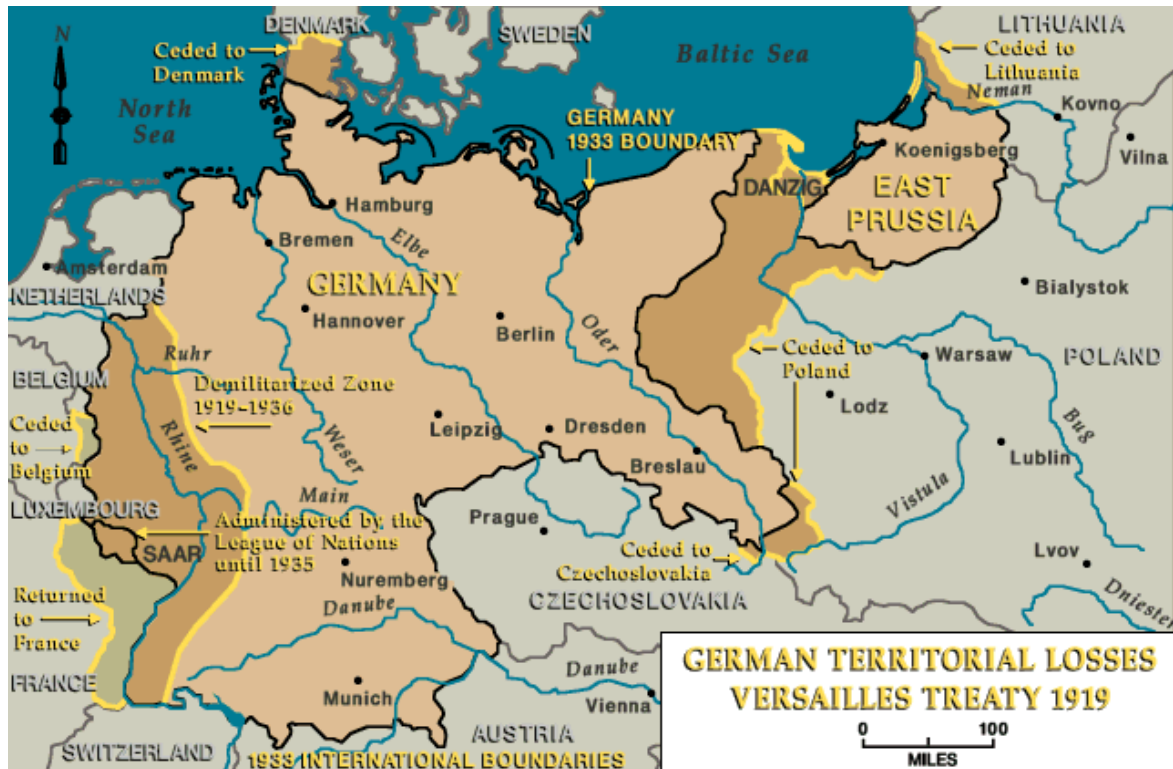 DENMARK
SWEDEN
LITHUANIA
N
Ceded to
Denmark
Baltic Sea
Ceded to
Lithuania
North
Sea
Neman
Kovno
GERMANY
1933 BOUNDARY
Vilna
Koenigsberg
DANZIG
EAST
PRUSSIA
Hamburg
Bremen
Elbe
Amsterdam
NETHERLANDS
GERMANY
Hannover
Berlin
Oder
Bialystok
Ruhr
Ceded to
Poland
Warsaw
POLAND
BELGIUM
Demilitarized Zone
1919-1936
Lodz
Bug
Ceded
to
Belgium
Rhine
Weser
Leipzig
Dresden
Breslau
Lublin
Vistula
LUXEMBOURG
Main
Administered by the
League of Nations
until 1935
SAAR
Prague
Ceded to
Czechoslovakia
Lvov
Nuremberg
Returned
to
France
Danube
CZECHOSLOVAKIA
Dniester
FRANCE
Munich
Danube
Vienna
AUSTRIA
SWITZERLAND
1933 INTERNATIONAL BOUNDARIES
GERMAN TERRITORIAL LOSSES
VERSAILLES TREATY 1919
0 100
MILES